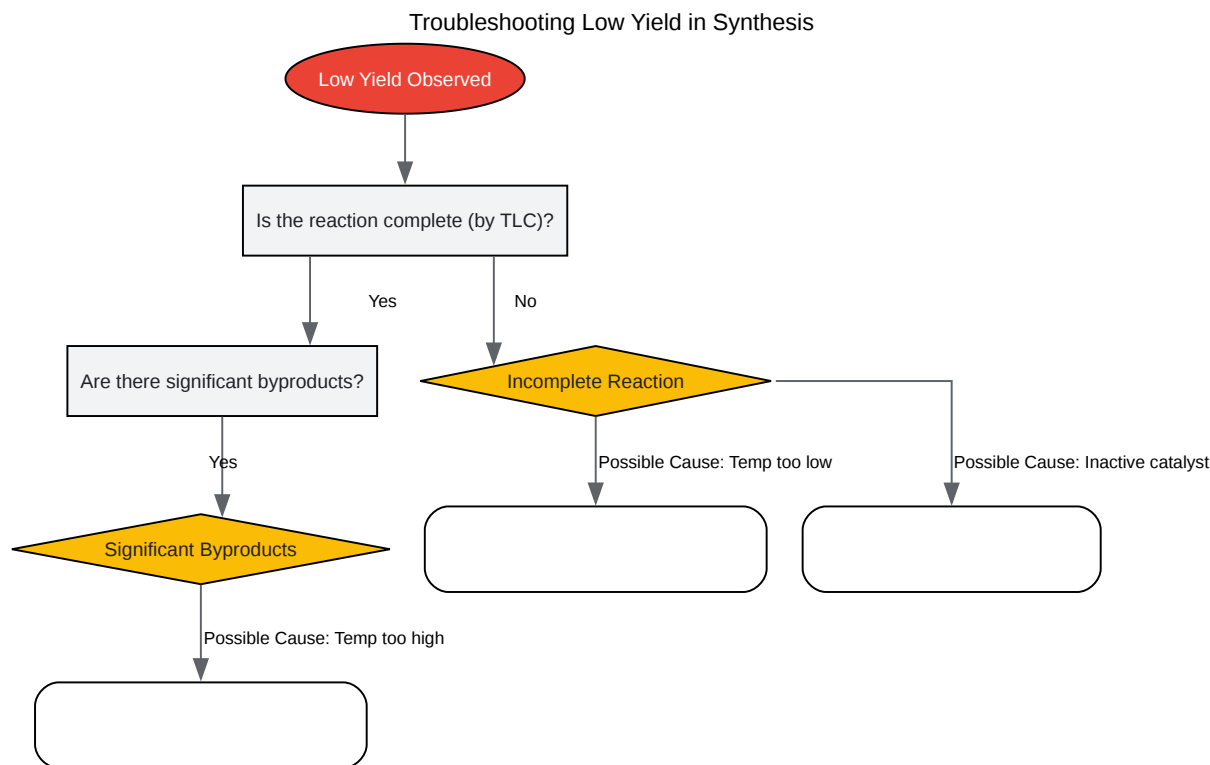 Troubleshooting Low Yield in Synthesis
Low Yield Observed
Is the reaction complete (by TLC)?
Yes
No
Are there significant byproducts?
Incomplete Reaction
Yes
Possible Cause: Temp too low
Possible Cause: Inactive catalyst
Significant Byproducts
Possible Cause: Temp too high